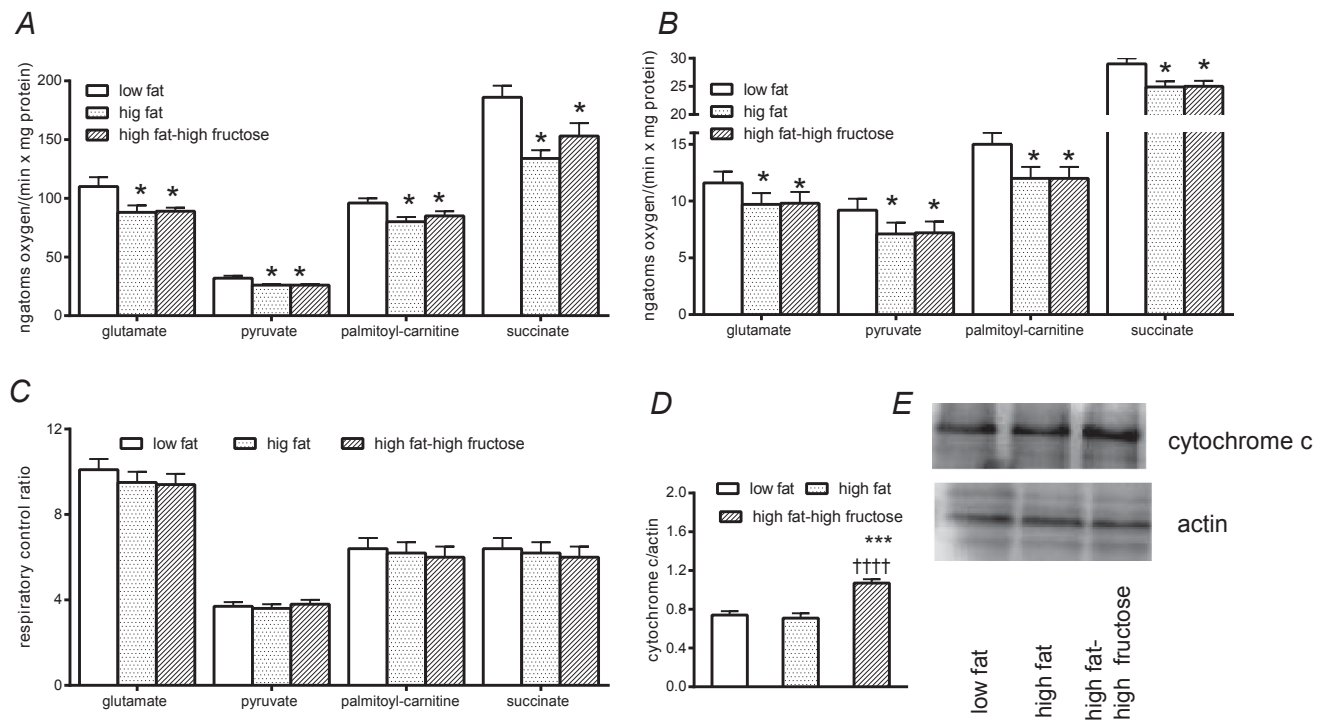 A
ngatoms oxygen/(min x mg protein)
200
150
100
50
0
low fat
hig fat
high fat-high fructose
* * * * * * * *
glutamate pyruvate palmitoyl-carnitine succinate
B
ngatoms oxygen/(min x mg protein)
30
25
20
15
10
5
0
low fat
hig fat
high fat-high fructose
* * * * * * * *
glutamate pyruvate palmitoyl-carnitine succinate
C
respiratory control ratio
12
8
4
0
low fat hig fat high fat-high fructose
glutamate pyruvate palmitoyl-carnitine succinate
D
cytochrome c/actin
2.0
1.6
1.2
0.8
0.4
0.0
low fat high fat
high fat-high fructose
***
††††
E
cytochrome c
actin
low fat
high fat
high fat-
high fructose